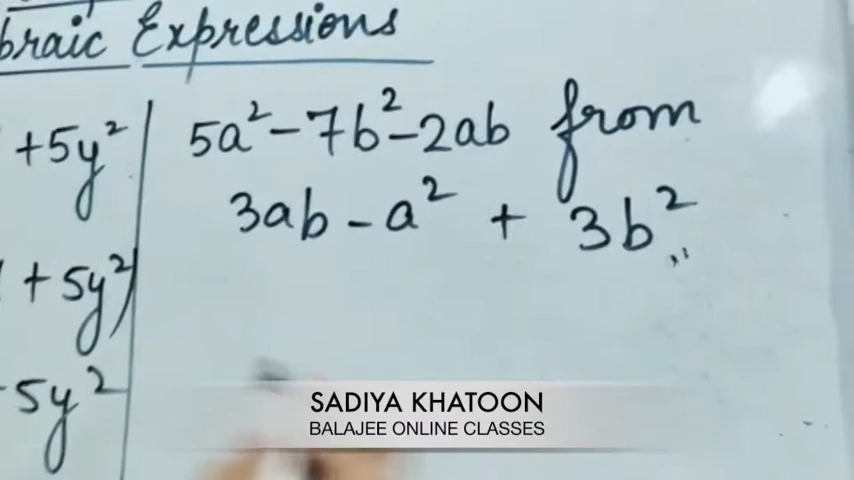 braic Expressions
+5y²
5a²-7b²-2ab from
3ab - a² + 3b²
+ 5y²)
5y²
SADIYA KHATOON
BALAJEE ONLINE CLASSES